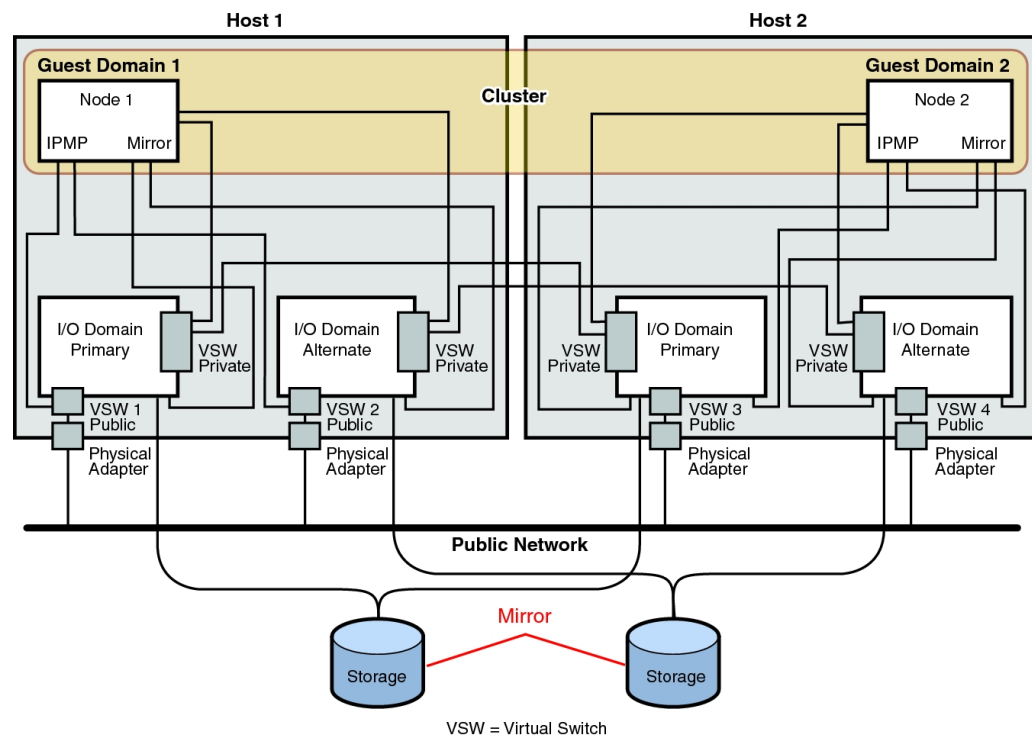 Host 1
Host 2
Guest Domain 1
Guest Domain 2
Cluster
Node 1
IPMP
Mirror
Node 2
IPMP
Mirror
I/O Domain
Primary
VSW
Private
I/O Domain
Alternate
VSW
Private
VSW
Private
I/O Domain
Primary
VSW
Private
I/O Domain
Alternate
VSW 1
Public
VSW 2
Public
VSW 3
Public
VSW 4
Public
Physical
Adapter
Physical
Adapter
Physical
Adapter
Physical
Adapter
Public Network
Mirror
Storage
Storage
VSW = Virtual Switch